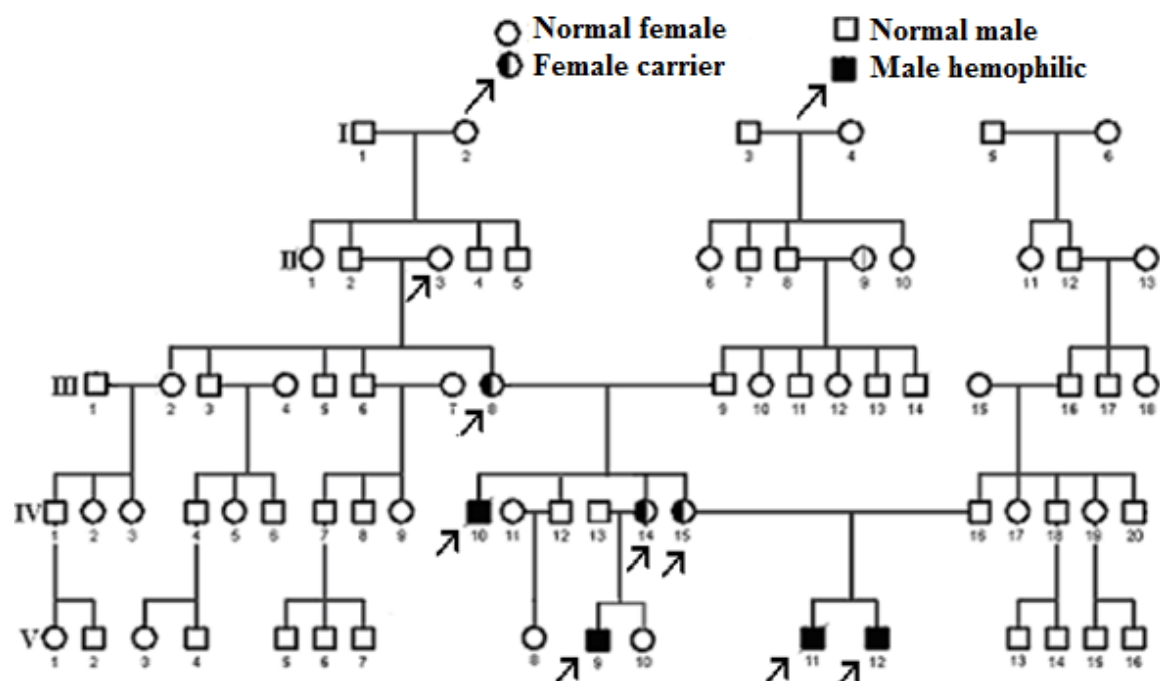 Normal female Normal male
Female carrier Male hemophilic
I
1 2 3 4 5 6
II
1 2 3 4 5 6 7 8 9 10 11 12 13
III
1 2 3 4 5 6 7 8 9 10 11 12 13 14 15 16 17 18
IV
1 2 3 4 5 6 7 8 9 10 11 12 13 14 15 16 17 18 19 20
V
1 2 3 4 5 6 7 8 9 10 11 12 13 14 15 16